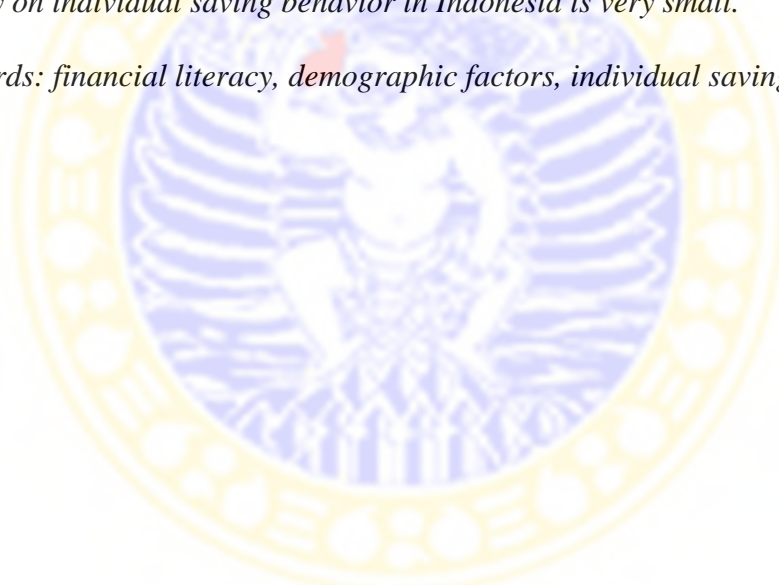 on individual saving behavior in Indonesia is very small.
rds: financial literacy, demographic factors, individual saving